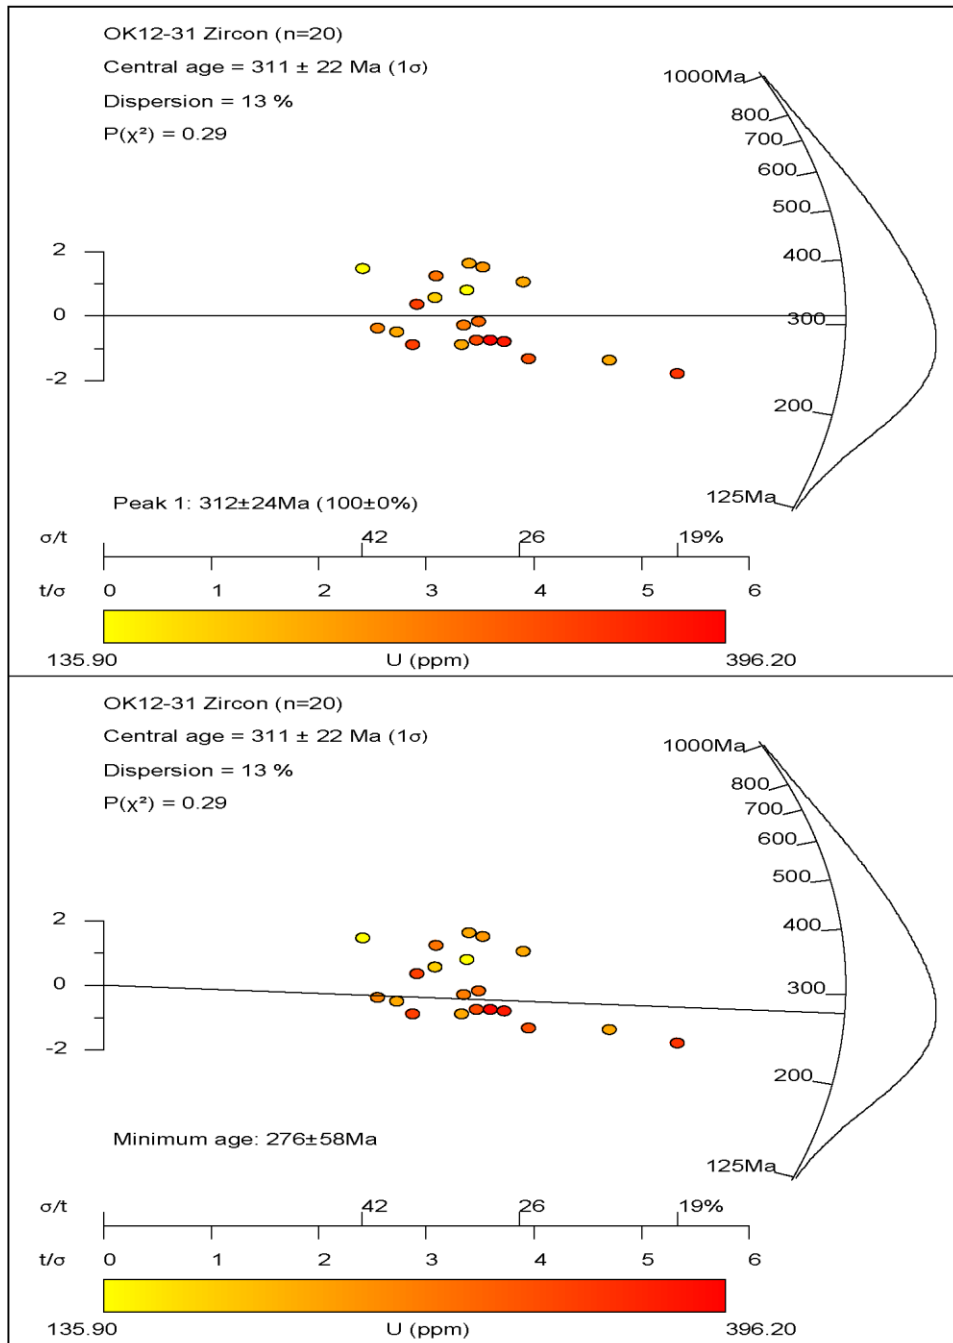 OK12-31 Zircon (n=20)
Central age = 311 ± 22 Ma (1σ)
Dispersion = 13 %
P(χ²) = 0.29
1000Ma
800
700
600
500
400
300
200
125Ma
2
0
-2
Peak 1: 312±24Ma (100±0%)
σ/t 42 26 19%
t/σ 0 1 2 3 4 5 6
135.90 U (ppm) 396.20
OK12-31 Zircon (n=20)
Central age = 311 ± 22 Ma (1σ)
Dispersion = 13 %
P(χ²) = 0.29
1000Ma
800
700
600
500
400
300
200
125Ma
2
0
-2
Minimum age: 276±58Ma
σ/t 42 26 19%
t/σ 0 1 2 3 4 5 6
135.90 U (ppm) 396.20